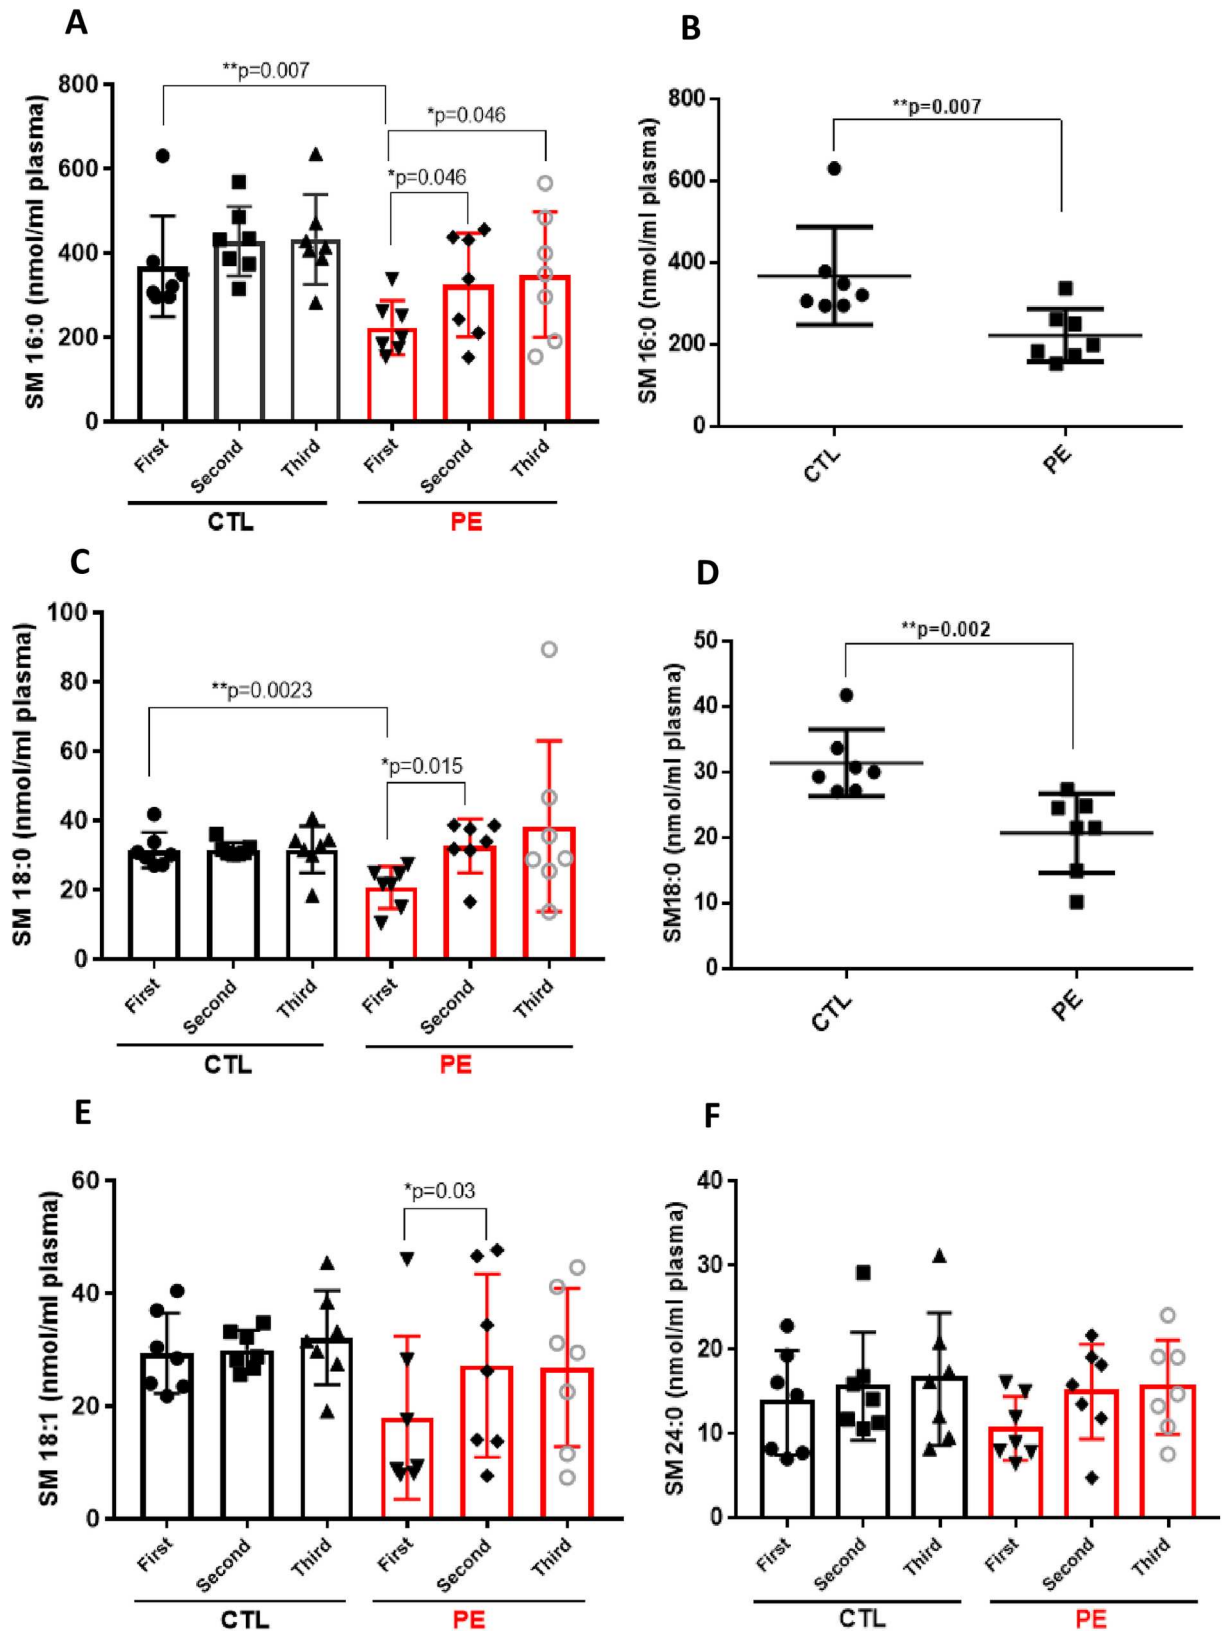 A
SM 16:0 (nmol/ml plasma)
800
600
400
200
0
**p=0.007
*p=0.046
*p=0.046
First
Second
Third
First
Second
Third
CTL
PE
B
SM 16:0 (nmol/ml plasma)
800
600
400
200
0
**p=0.007
CTL
PE
C
SM 18:0 (nmol/ml plasma)
100
80
60
40
20
0
**p=0.0023
*p=0.015
First
Second
Third
First
Second
Third
CTL
PE
D
SM18:0 (nmol/ml plasma)
50
40
30
20
10
0
**p=0.002
CTL
PE
E
SM 18:1 (nmol/ml plasma)
60
40
20
0
*p=0.03
First
Second
Third
First
Second
Third
CTL
PE
F
SM 24:0 (nmol/ml plasma)
40
30
20
10
0
First
Second
Third
First
Second
Third
CTL
PE